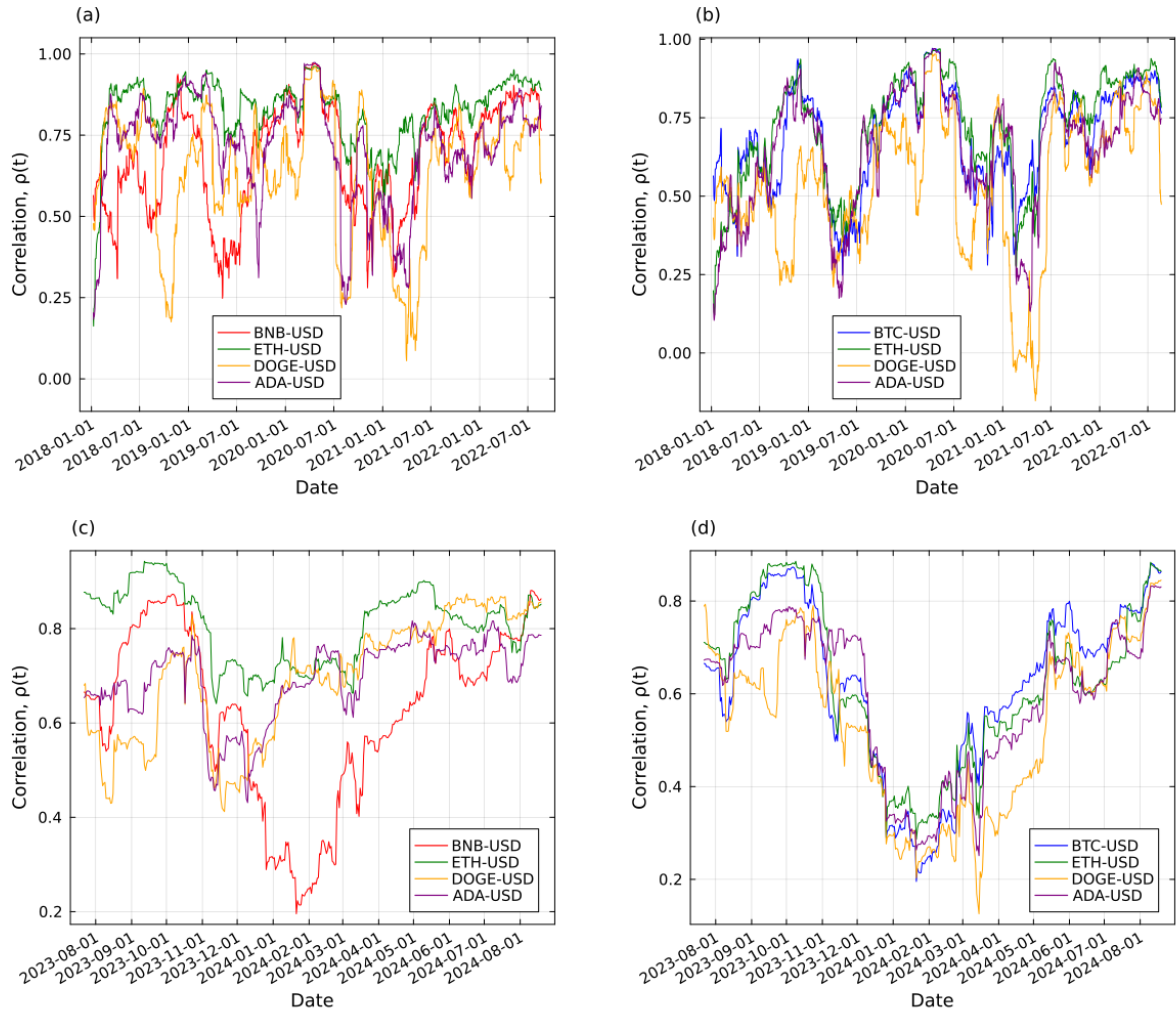 (a)
Correlation, ρ(t)
1.00
0.75
0.50
0.25
0.00
BNB-USD
ETH-USD
DOGE-USD
ADA-USD
2018-01-01
2018-07-01
2019-01-01
2019-07-01
2020-01-01
2020-07-01
2021-01-01
2021-07-01
2022-01-01
2022-07-01
Date
(b)
Correlation, ρ(t)
1.00
0.75
0.50
0.25
0.00
BTC-USD
ETH-USD
DOGE-USD
ADA-USD
2018-01-01
2018-07-01
2019-01-01
2019-07-01
2020-01-01
2020-07-01
2021-01-01
2021-07-01
2022-01-01
2022-07-01
Date
(c)
Correlation, ρ(t)
0.8
0.6
0.4
0.2
BNB-USD
ETH-USD
DOGE-USD
ADA-USD
2023-08-01
2023-09-01
2023-10-01
2023-11-01
2023-12-01
2024-01-01
2024-02-01
2024-03-01
2024-04-01
2024-05-01
2024-06-01
2024-07-01
2024-08-01
Date
(d)
Correlation, ρ(t)
0.8
0.6
0.4
0.2
BTC-USD
ETH-USD
DOGE-USD
ADA-USD
2023-08-01
2023-09-01
2023-10-01
2023-11-01
2023-12-01
2024-01-01
2024-02-01
2024-03-01
2024-04-01
2024-05-01
2024-06-01
2024-07-01
2024-08-01
Date